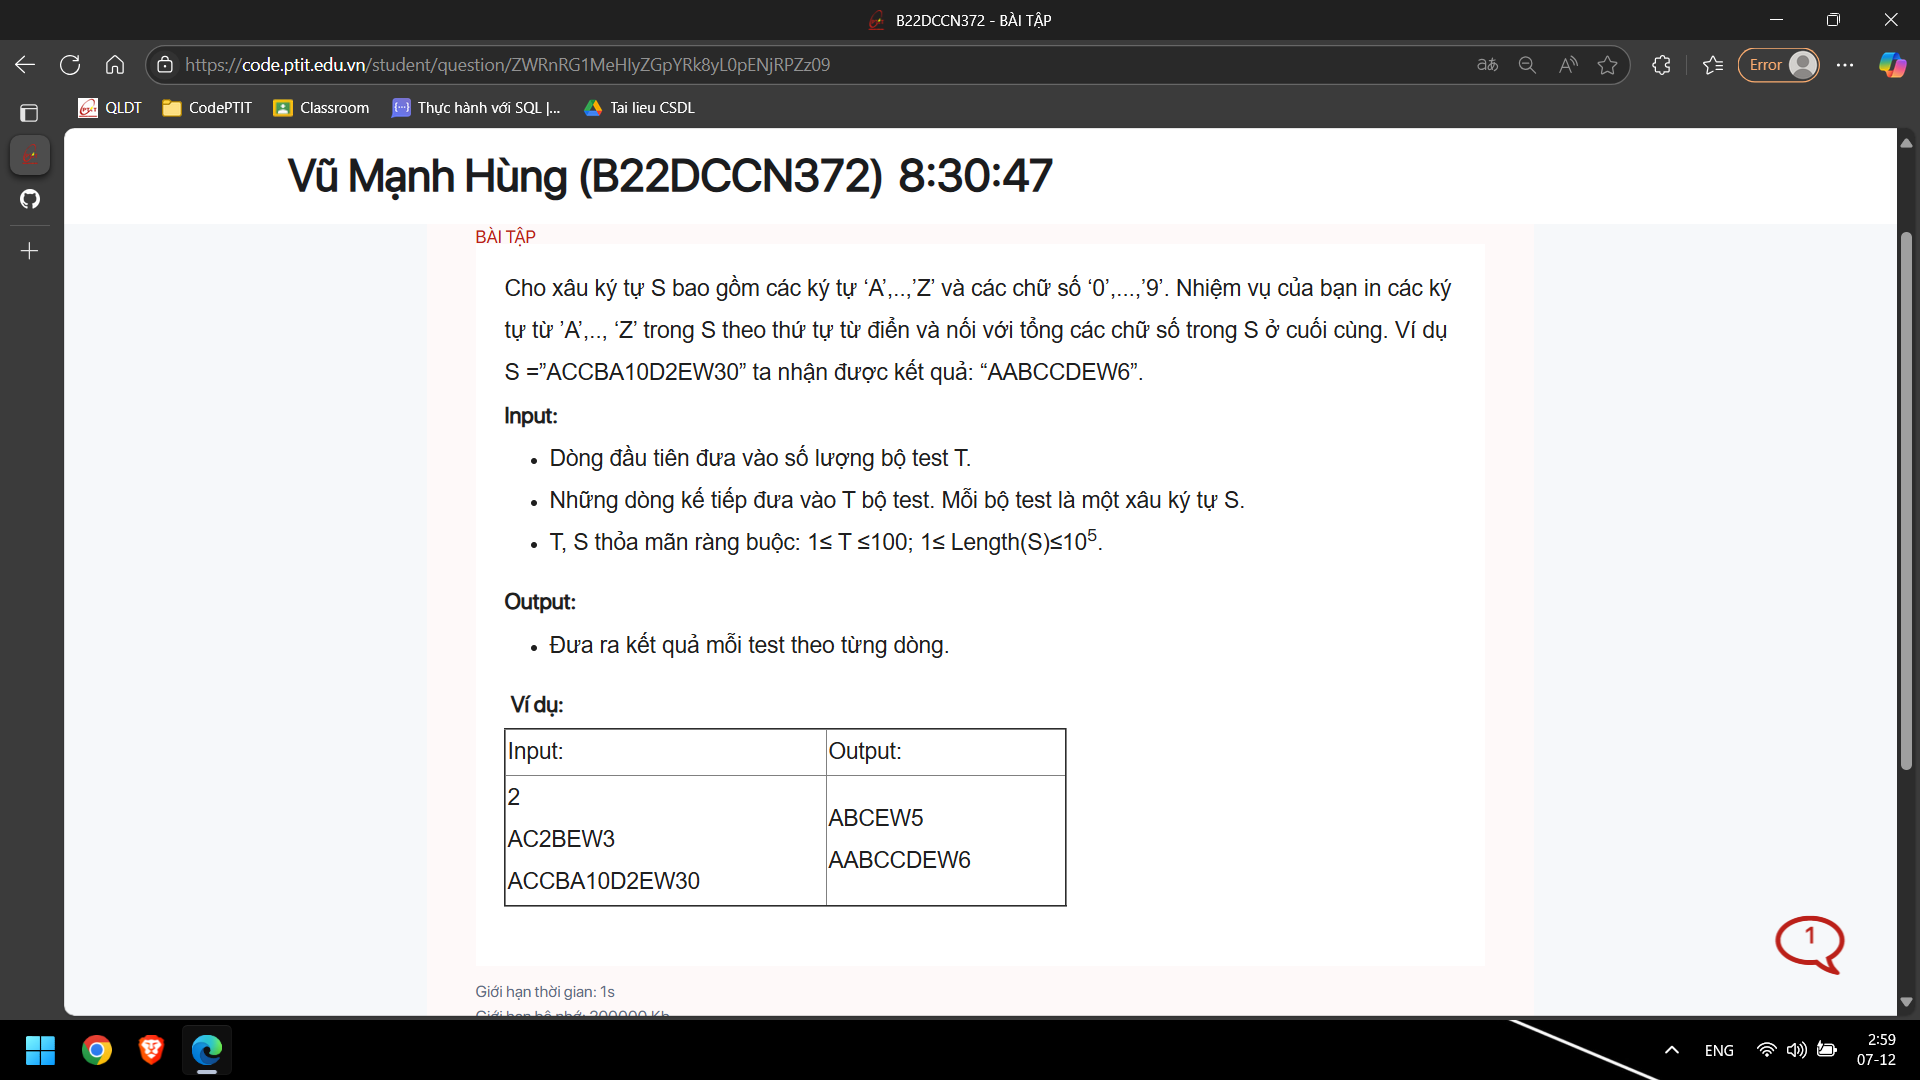 B22DCCN372 - BÀI TẬP
https://code.ptit.edu.vn/student/question/ZWRnRG1MeHIyZGpYRk8yL0pENjRPZz09
Error
QLDT
CodePTIT
Classroom
Thực hành với SQL |...
Tai lieu CSDL
Vũ Mạnh Hùng (B22DCCN372) 8:30:47
BÀI TẬP
Cho xâu ký tự S bao gồm các ký tự ‘A’,..,’Z’ và các chữ số ‘0’,...,’9’. Nhiệm vụ của bạn in các ký
tự từ ’A’,.., ‘Z’ trong S theo thứ tự từ điển và nối với tổng các chữ số trong S ở cuối cùng. Ví dụ
S =”ACCBA10D2EW30” ta nhận được kết quả: “AABCCDEW6”.
Input:
• Dòng đầu tiên đưa vào số lượng bộ test T.
• Những dòng kế tiếp đưa vào T bộ test. Mỗi bộ test là một xâu ký tự S.
• T, S thỏa mãn ràng buộc: 1≤ T ≤100; 1≤ Length(S)≤10⁵.
Output:
• Đưa ra kết quả mỗi test theo từng dòng.
Ví dụ:
Input:
Output:
2
AC2BEW3
ACCBA10D2EW30
ABCEW5
AABCCDEW6
1
Giới hạn thời gian: 1s
Giới hạn bộ nhớ: 200000 Kb
ENG
2:59
07-12